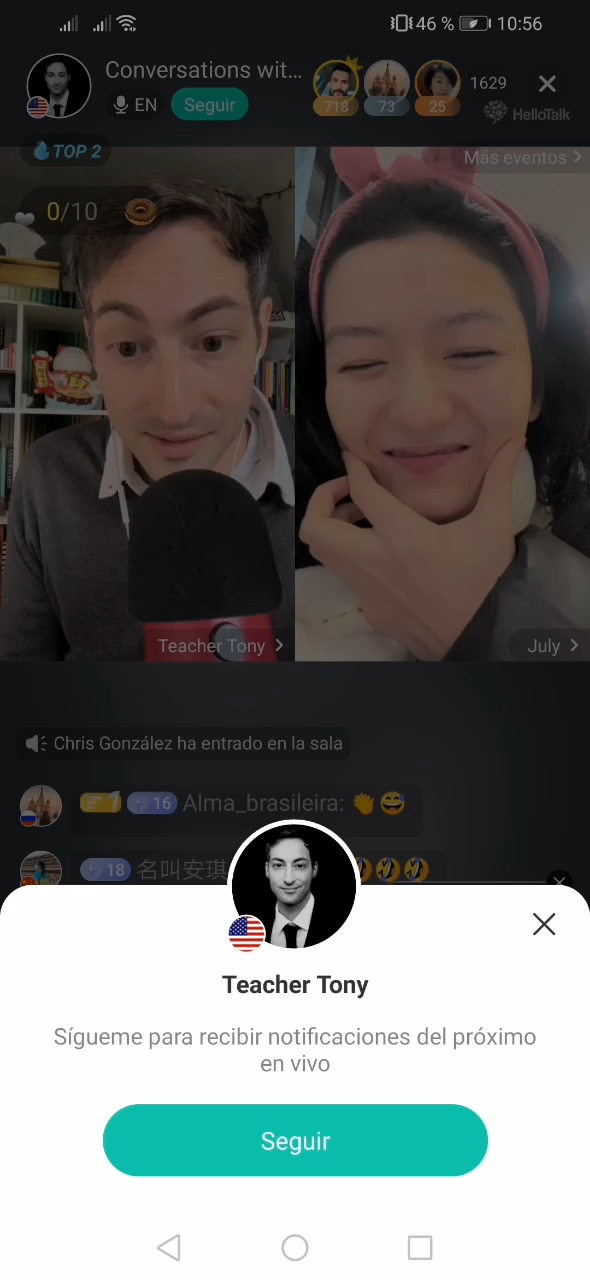 46 % 10:56
Conversations wit...
EN Seguir
718 73 25 1629
HelloTalk
TOP 2
Más eventos
0/10
Teacher Tony
July
Chris González ha entrado en la sala
1 16 Alma_brasileira: 👏😅
18 名叫安琪
Teacher Tony
Sígueme para recibir notificaciones del próximo
en vivo
Seguir